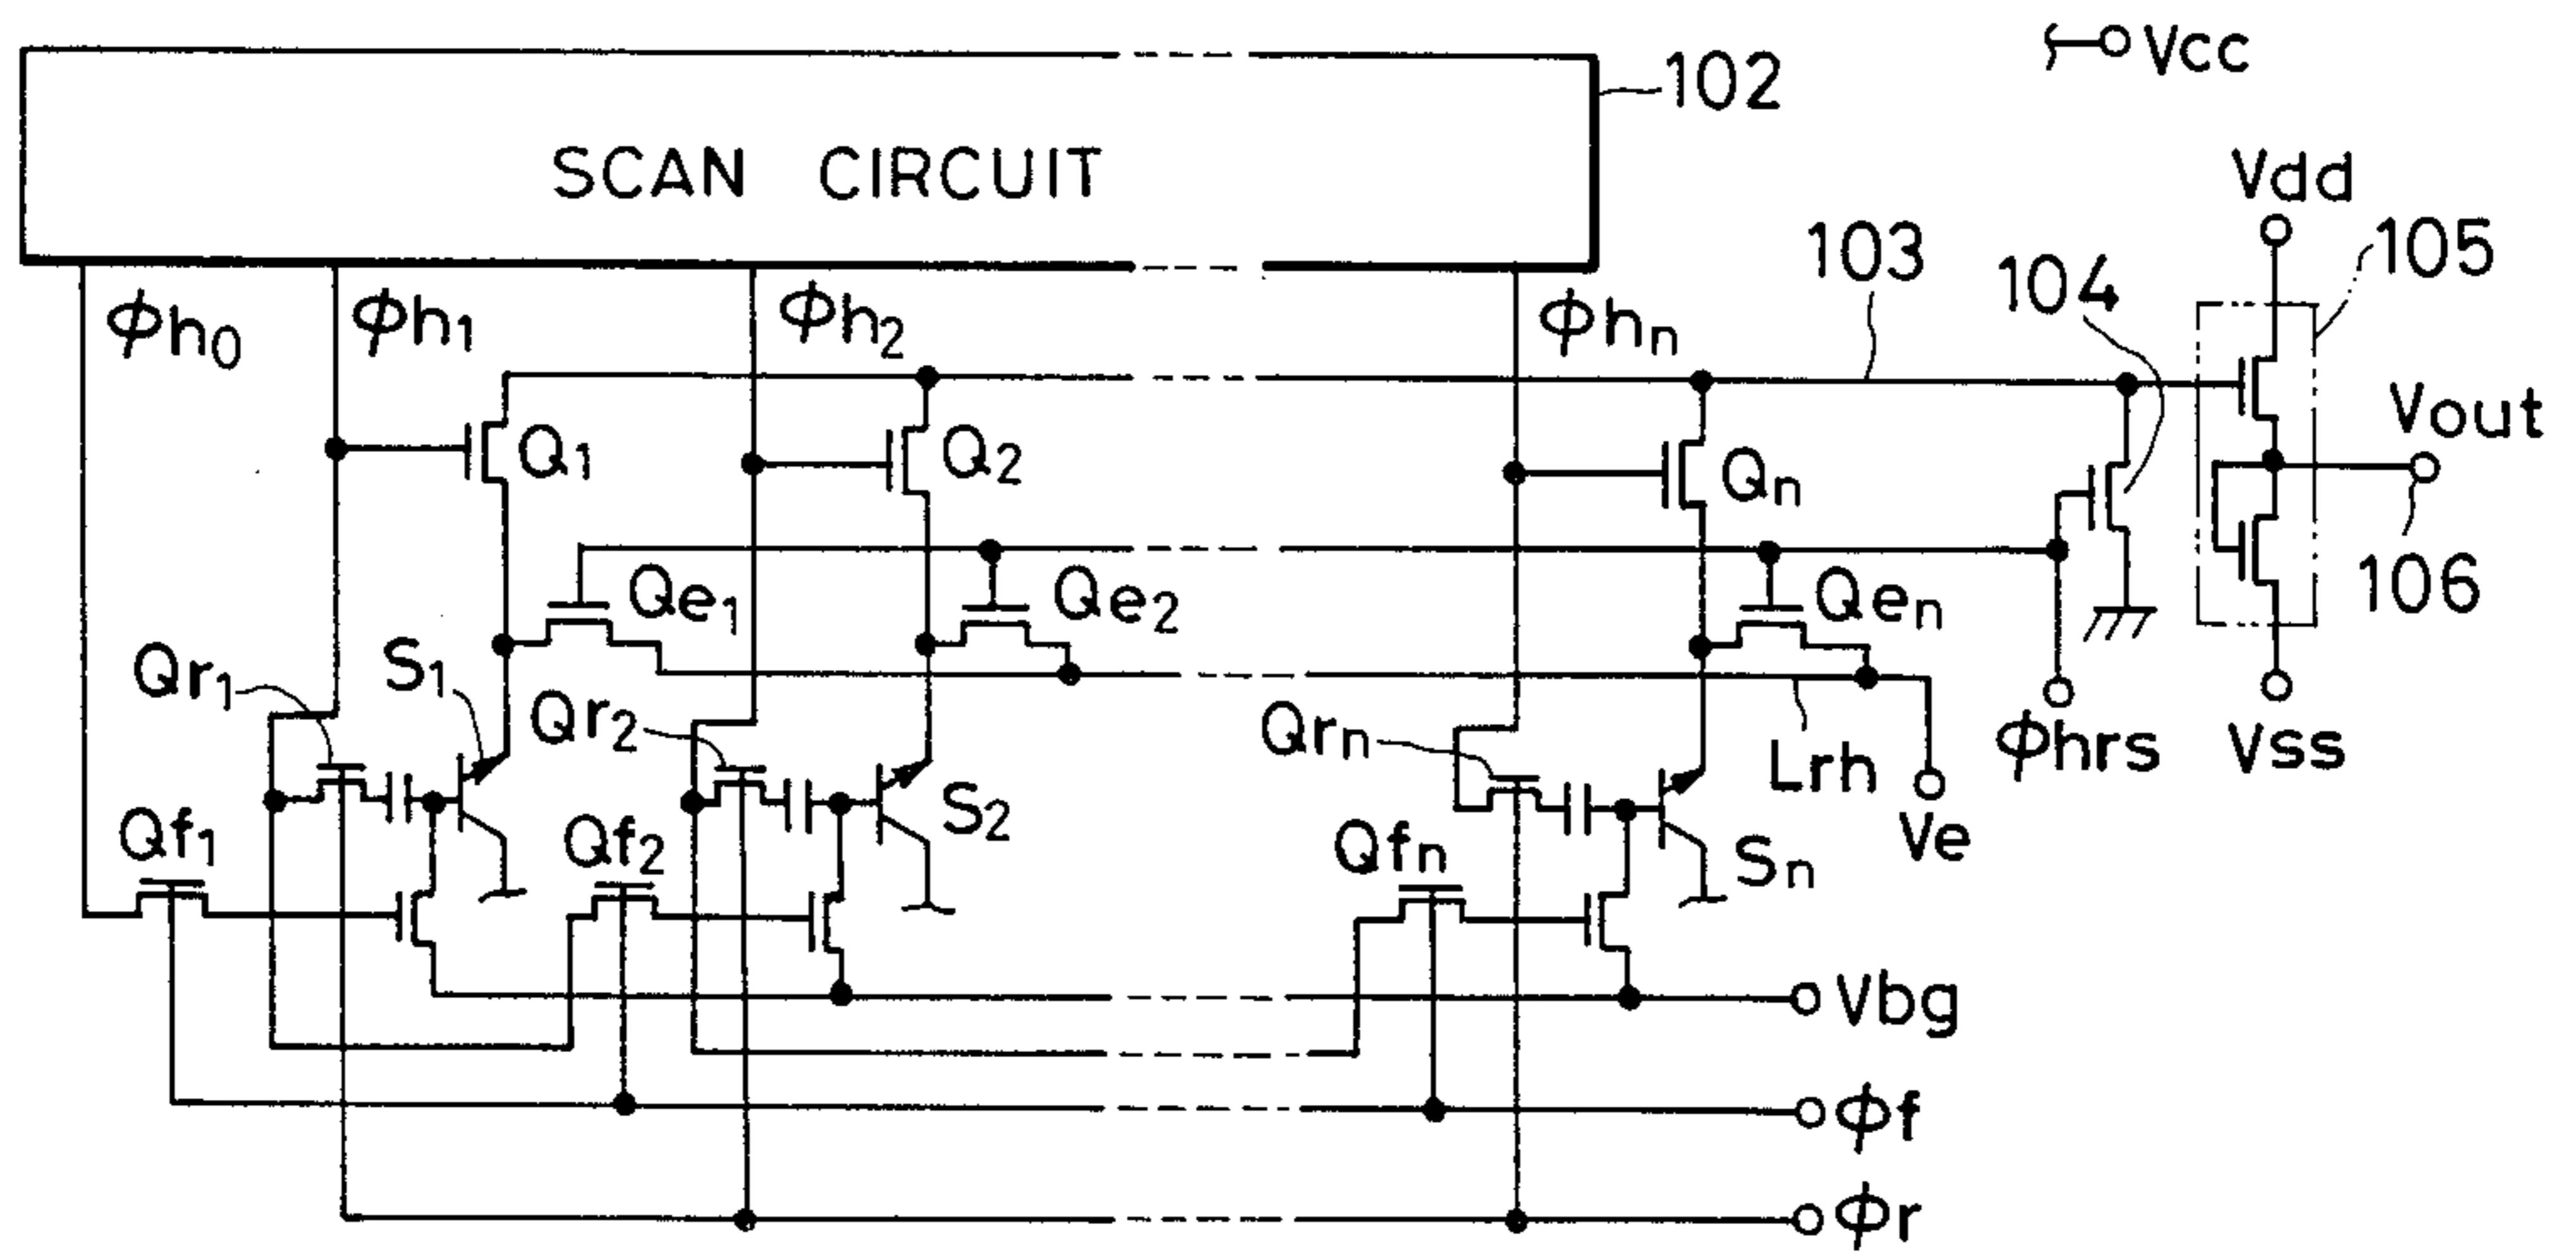 Vcc
102
SCAN CIRCUIT
Vdd
105
103
104
ϕh0
ϕh1
ϕh2
ϕhn
Vout
Q1
Q2
Qn
106
Qe1
Qe2
Qen
Qr1
S1
Qr2
Qrn
Lrh
ϕhrs
Vss
Qf1
Qf2
S2
Qfn
Sn
Ve
Vbg
ϕf
ϕr